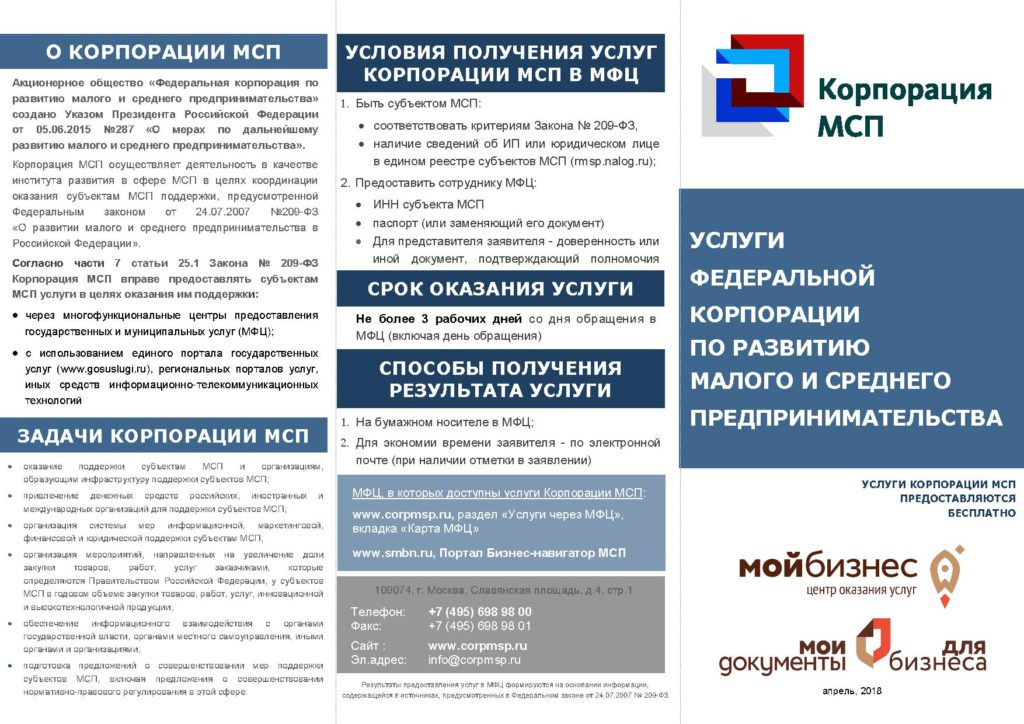 О КОРПОРАЦИИ МСП
Акционерное общество «Федеральная корпорация по
развитию малого и среднего предпринимательства»
создано Указом Президента Российской Федерации
от 05.06.2015 №287 «О мерах по дальнейшему
развитию малого и среднего предпринимательства».
Корпорация МСП осуществляет деятельность в качестве
института развития в сфере МСП в целях координации
оказания субъектам МСП поддержки, предусмотренной
Федеральным законом от 24.07.2007 №209-ФЗ
«О развитии малого и среднего предпринимательства в
Российской Федерации».
Согласно части 7 статьи 25.1 Закона № 209-ФЗ
Корпорация МСП вправе предоставлять субъектам
МСП услуги в целях оказания им поддержки:
• через многофункциональные центры предоставления
государственных и муниципальных услуг (МФЦ);
• с использованием единого портала государственных
услуг (www.gosuslugi.ru), региональных порталов услуг,
иных средств информационно-телекоммуникационных
технологий
ЗАДАЧИ КОРПОРАЦИИ МСП
• оказание поддержки субъектам МСП и организациям,
образующим инфраструктуру поддержки субъектов МСП;
• привлечение денежных средств российских, иностранных и
международных организаций для поддержки субъектов МСП;
• организация системы мер информационной, маркетинговой,
финансовой и юридической поддержки субъектам МСП;
• организация мероприятий, направленных на увеличение доли
закупки товаров, работ, услуг заказчиками, которые
определяются Правительством Российской Федерации, у субъектов
МСП в годовом объеме закупки товаров, работ, услуг, инновационной
и высокотехнологичной продукции;
• обеспечение информационного взаимодействия с органами
государственной власти, органами местного самоуправления, иными
органами и организациями;
• подготовка предложений о совершенствовании мер поддержки
субъектов МСП, включая предложения о совершенствовании
нормативно-правового регулирования в этой сфере.
УСЛОВИЯ ПОЛУЧЕНИЯ УСЛУГ
КОРПОРАЦИИ МСП В МФЦ
1. Быть субъектом МСП:
• соответствовать критериям Закона № 209-ФЗ,
• наличие сведений об ИП или юридическом лице
в едином реестре субъектов МСП (rmsp.nalog.ru);
2. Предоставить сотруднику МФЦ:
• ИНН субъекта МСП
• паспорт (или заменяющий его документ)
• Для представителя заявителя - доверенность или
иной документ, подтверждающий полномочия
СРОК ОКАЗАНИЯ УСЛУГИ
Не более 3 рабочих дней со дня обращения в
МФЦ (включая день обращения)
СПОСОБЫ ПОЛУЧЕНИЯ
РЕЗУЛЬТАТА УСЛУГИ
1. На бумажном носителе в МФЦ;
2. Для экономии времени заявителя - по электронной
почте (при наличии отметки в заявлении)
МФЦ, в которых доступны услуги Корпорации МСП:
www.corpmsp.ru, раздел «Услуги через МФЦ»,
вкладка «Карта МФЦ»
www.smbn.ru, Портал Бизнес-навигатор МСП
109074, г. Москва, Славянская площадь, д.4, стр.1
Телефон: +7 (495) 698 98 00
Факс: +7 (495) 698 98 01
Сайт : www.corpmsp.ru
Эл.адрес: info@corpmsp.ru
Результаты предоставления услуг в МФЦ формируются на основании информации,
содержащейся в источниках, предусмотренных в Федеральном законе от 24.07.2007 № 209-ФЗ
Корпорация
МСП
УСЛУГИ
ФЕДЕРАЛЬНОЙ
КОРПОРАЦИИ
ПО РАЗВИТИЮ
МАЛОГО И СРЕДНЕГО
ПРЕДПРИНИМАТЕЛЬСТВА
УСЛУГИ КОРПОРАЦИИ МСП
ПРЕДОСТАВЛЯЮТСЯ
БЕСПЛАТНО
мойбизнес
центр оказания услуг
мои документы
для бизнеса
апрель, 2018